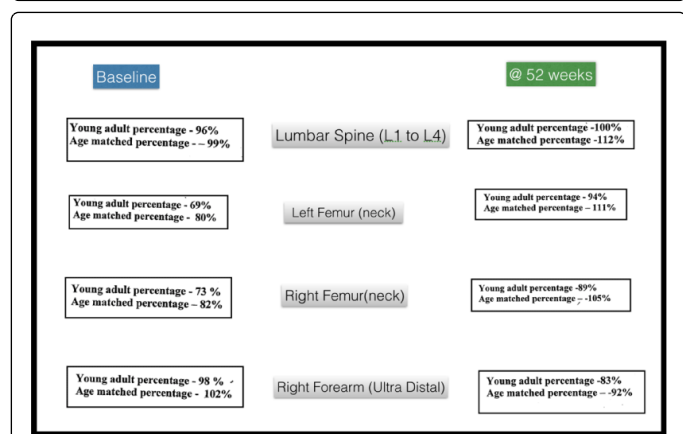 Baseline
@ 52 weeks
Young adult percentage - 96%
Age matched percentage - – 99%
Lumbar Spine (L1 to L4)
Young adult percentage -100%
Age matched percentage -112%
Young adult percentage - 69%
Age matched percentage - 80%
Left Femur (neck)
Young adult percentage - 94%
Age matched percentage – 111%
Young adult percentage - 73 %
Age matched percentage – 82%
Right Femur(neck)
Young adult percentage -89%
Age matched percentage – -105%
Young adult percentage - 98 %
Age matched percentage - 102%
Right Forearm (Ultra Distal)
Young adult percentage -83%
Age matched percentage – -92%